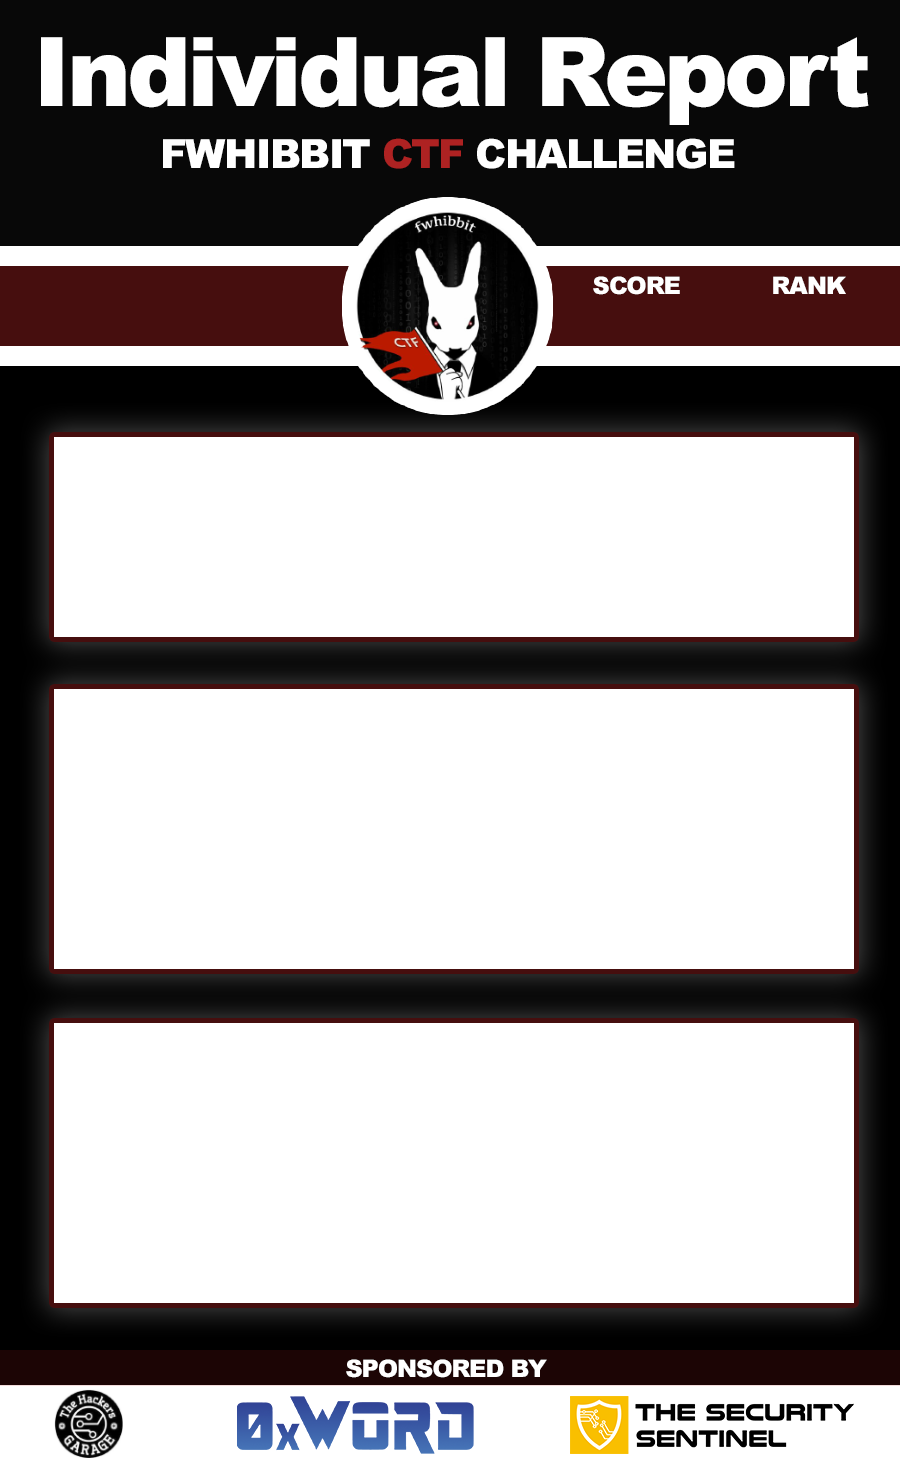 Individual Report
FWHIBBIT CTF CHALLENGE
fwhibbit
SCORE
RANK
CTF
SPONSORED BY
The Hackers
GARAGE
0xWORD
THE SECURITY
SENTINEL